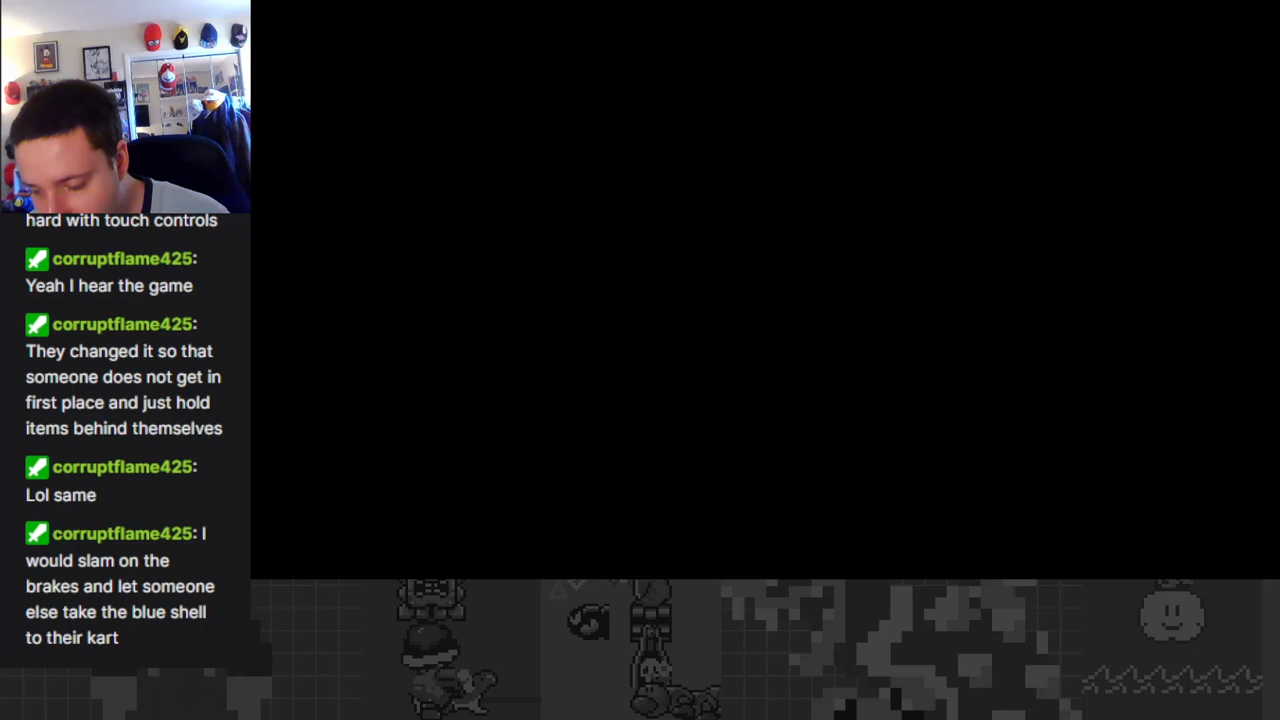 hard with touch controls
corruptflame425:
Yeah I hear the game
corruptflame425:
They changed it so that
someone does not get in
first place and just hold
items behind themselves
corruptflame425:
Lol same
corruptflame425: I
would slam on the
brakes and let someone
else take the blue shell
to their kart